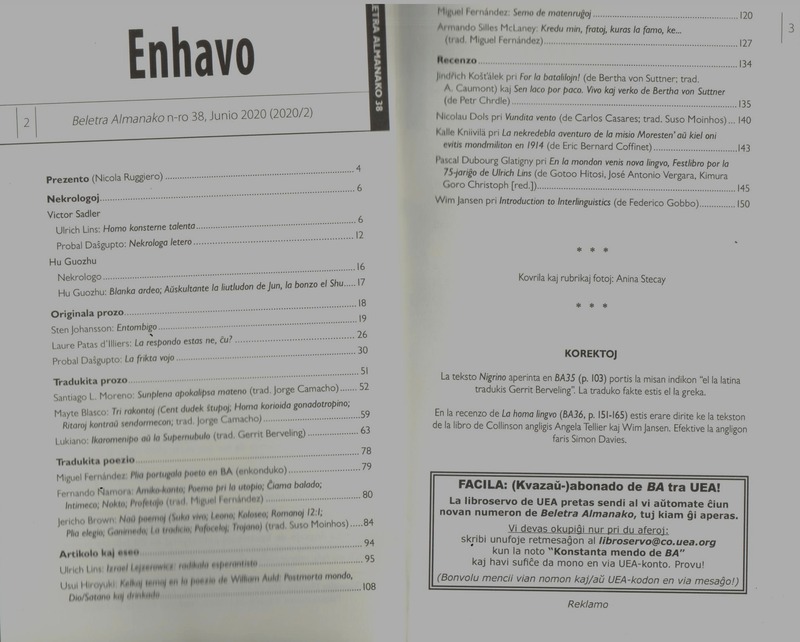 Enhavo
BELETRA ALMANAKO 38
2
Beletra Almanako n-ro 38, Junio 2020 (2020/2)
Prezento (Nicola Ruggiero) 4
Nekrologoj 6
Victor Sadler
Ulrich Lins: Homo konsterne talenta 6
Probal Daŝgupto: Nekrologa letero 12
Hu Guozhu
Nekrologo 16
Hu Guozhu: Blanka ardeo; Aŭskultante la liutludon de Jun, la bonzo el Shu 17
Originala prozo 18
Sten Johansson: Entombigo 19
Laure Patas d'Illiers: La respondo estas ne, ĉu? 26
Probal Daŝgupto: La frikta vojo 30
Tradukita prozo 51
Santiago L. Moreno: Sunplena apokalipsa mateno (trad. Jorge Camacho) 52
Mayte Blasco: Tri rakontoj (Cent dudek ŝtupoj; Homa korioida gonadotropino;
Ritaroj kontraŭ sendormecon; trad. Jorge Camacho) 59
Lukiano: Ikaromenipo aŭ la Supernubulo (trad. Gerrit Berveling) 63
Tradukita poezio 78
Miguel Fernández: Plia portugala poeto en BA (enkonduko) 79
Fernando Namora: Amiko-kanto; Poemo pri la utopio; Ĉiama balado;
Intimeco; Nokto; Profetaĵo (trad. Miguel Fernández) 80
Jericho Brown: Naŭ poemoj (Suko vivo; Leono; Koloseo; Romanoj 12:1;
Plia elegio; Ganimedo; La tradicio; Trojano) (trad. Suso Moinhos) 84
Artikolo kaj eseo 94
Ulrich Lins: Izrael Lejzerowicz: radikala esperantisto 95
Usui Hiroyuki: Kelkaj temoj en la poezio de William Auld: Postmorta mondo,
Dio/Satano kaj drinkado 108
3
Miguel Fernández: Semo de matenruĝoj 120
Armando Silles McLaney: Kredu min, fratoj, kuras la famo, ke...
(trad. Miguel Fernández) 127
Recenzo 134
Jindřich Košťálek pri For la batalilojn! (de Bertha von Suttner; trad.
A. Caumont) kaj Sen laco por paco. Vivo kaj verko de Bertha von Suttner
(de Petr Chrdle) 135
Nicolau Dols pri Vundita vento (de Carlos Casares; trad. Suso Moinhos) 140
Kalle Kniivilä pri La nekredebla aventuro de la misio Moresten' aŭ kiel oni
evitis mondmiliton en 1914 (de Eric Bernard Coffinet) 143
Pascal Dubourg Glatigny pri En la mondon venis nova lingvo, Festlibro por la
75-jariĝo de Ulrich Lins (de Gotoo Hitosi, José Antonio Vergara, Kimura
Goro Christoph [red.]) 145
Wim Jansen pri Introduction to Interlinguistics (de Federico Gobbo) 150
* * *
Kovrila kaj rubrikaj fotoj: Anina Stecay
* * *
KOREKTOJ
La teksto Nigrino aperinta en BA35 (p. 103) portis la misan indikon "el la latina
tradukis Gerrit Berveling". La traduko fakte estis el la greka.
En la recenzo de La homa lingvo (BA36, p. 151-165) estis erare dirite ke la tekston
de la libro de Collinson angligis Angela Tellier kaj Wim Jansen. Efektive la angligon
faris Simon Davies.
FACILA: (Kvazaŭ-)abonado de BA tra UEA!
La libroservo de UEA pretas sendi al vi aŭtomate ĉiun
novan numeron de Beletra Almanako, tuj kiam ĝi aperas.
Vi devas okupiĝi nur pri du aferoj:
skribi unufoje retmesaĝon al libroservo@co.uea.org
kun la noto "Konstanta mendo de BA"
kaj havi sufiĉe da mono en via UEA-konto. Provu!
(Bonvolu mencii vian nomon kaj/aŭ UEA-kodon en via mesaĝo!)
Reklamo